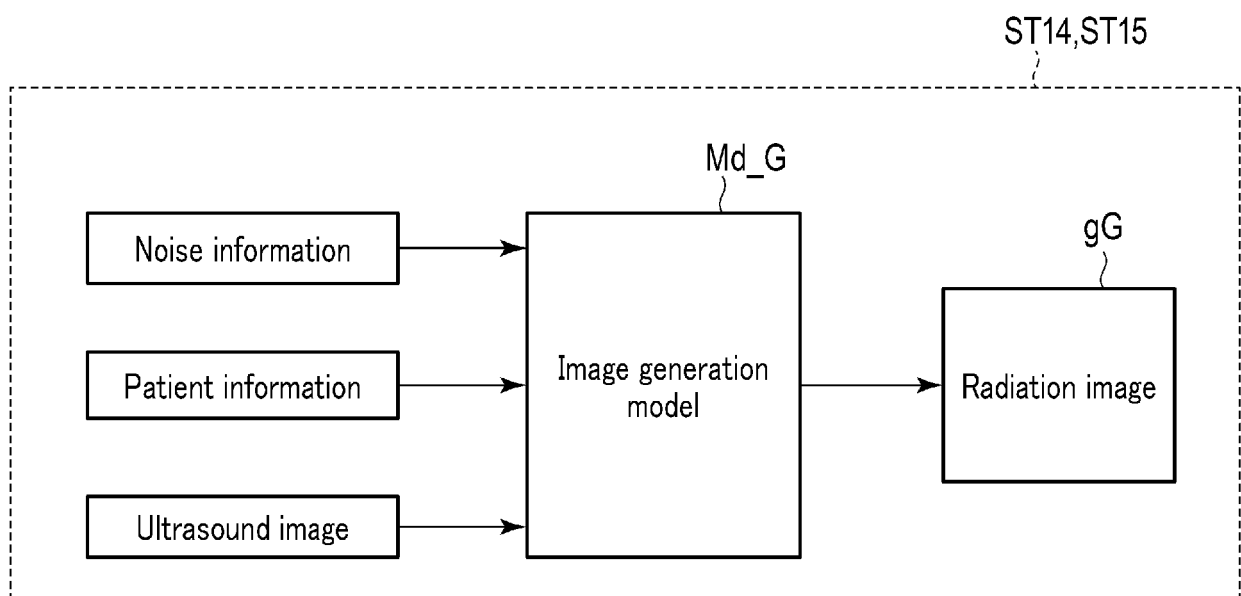 ST14,ST15
Md_G
gG
Noise information
Patient information
Ultrasound image
Image generation
model
Radiation image